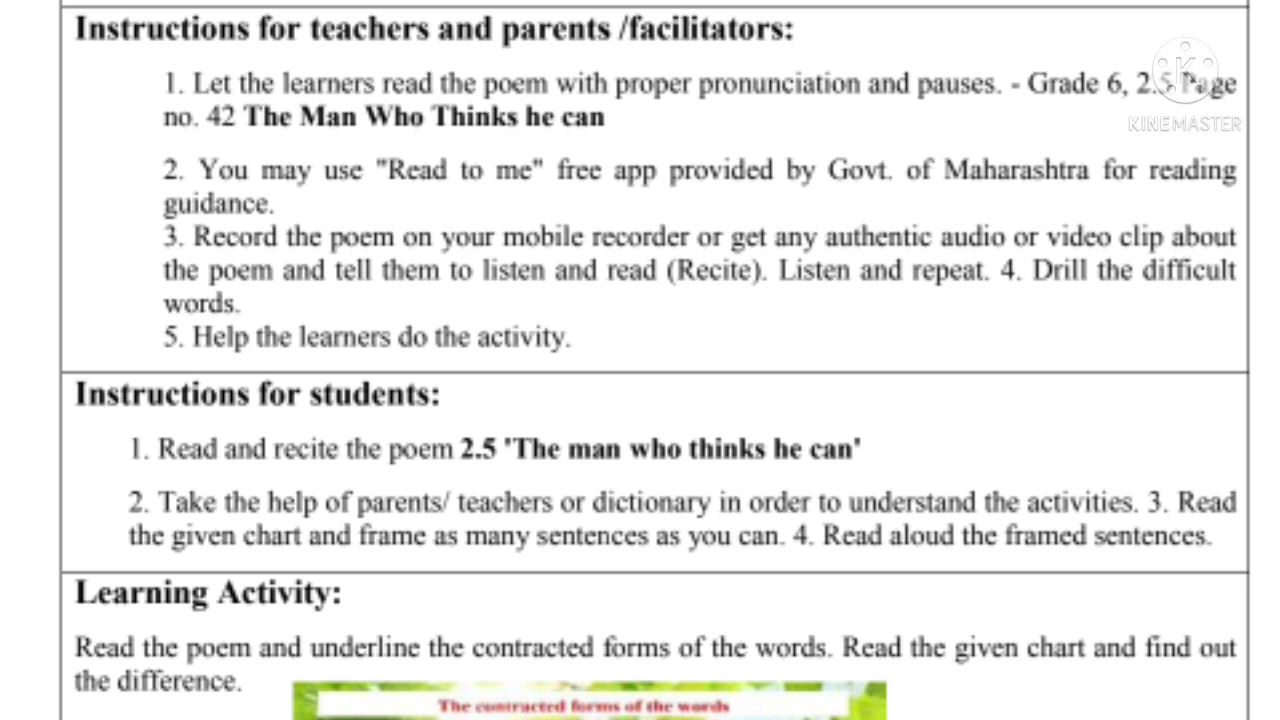 Instructions for teachers and parents /facilitators:
1. Let the learners read the poem with proper pronunciation and pauses. - Grade 6, 2.5 Page
no. 42 The Man Who Thinks he can
KINEMASTER
2. You may use "Read to me" free app provided by Govt. of Maharashtra for reading
guidance.
3. Record the poem on your mobile recorder or get any authentic audio or video clip about
the poem and tell them to listen and read (Recite). Listen and repeat. 4. Drill the difficult
words.
5. Help the learners do the activity.
Instructions for students:
1. Read and recite the poem 2.5 'The man who thinks he can'
2. Take the help of parents/ teachers or dictionary in order to understand the activities. 3. Read
the given chart and frame as many sentences as you can. 4. Read aloud the framed sentences.
Learning Activity:
Read the poem and underline the contracted forms of the words. Read the given chart and find out
the difference.
The contracted forms of the words